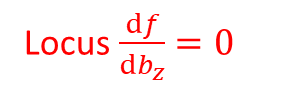 Locus df/db_z = 0